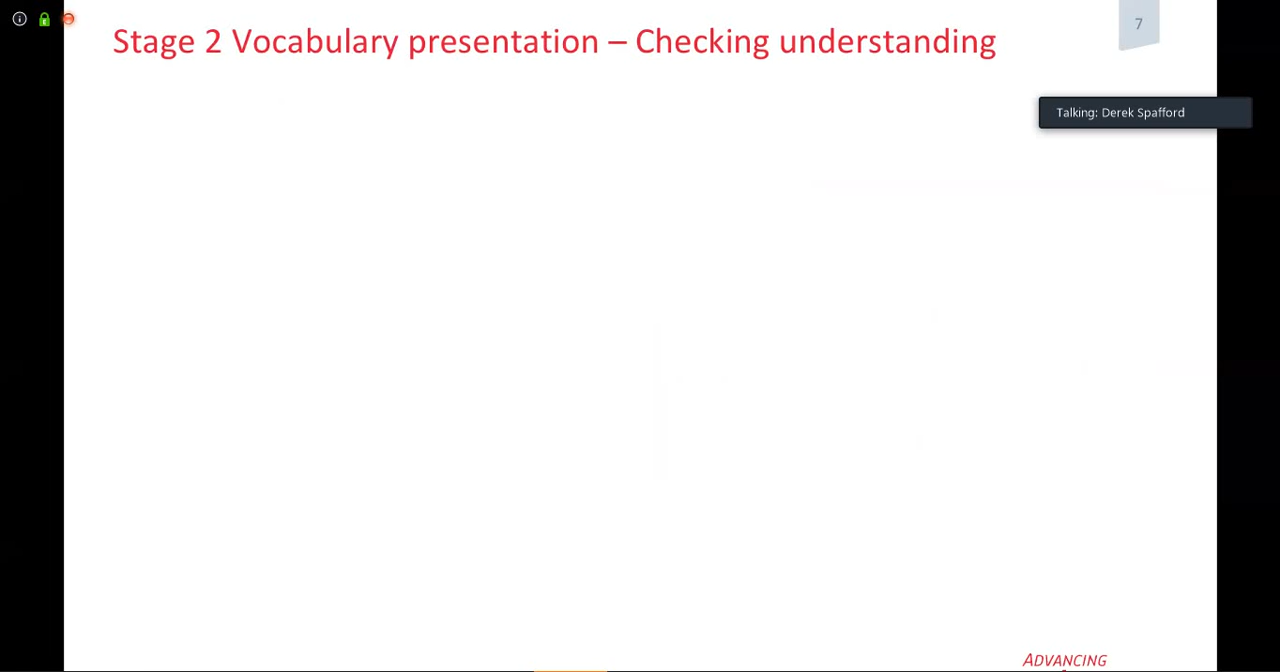 Stage 2 Vocabulary presentation – Checking understanding
7
Talking: Derek Spafford
ADVANCING